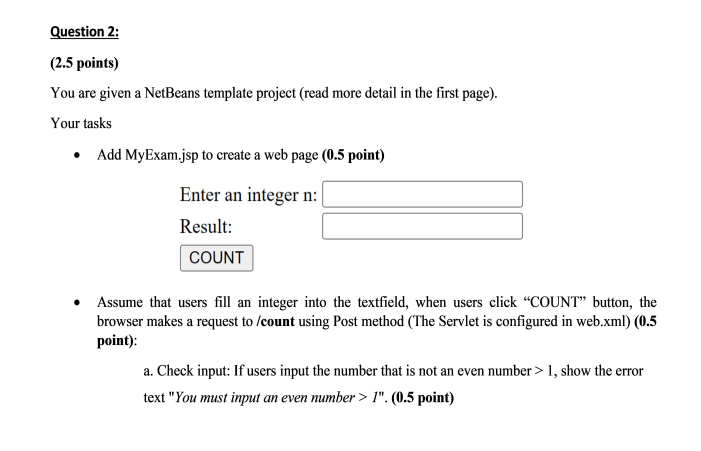 Question 2:
(2.5 points)
You are given a NetBeans template project (read more detail in the first page).
Your tasks
• Add MyExam.jsp to create a web page (0.5 point)
Enter an integer n:
Result:
COUNT
• Assume that users fill an integer into the textfield, when users click “COUNT” button, the
browser makes a request to /count using Post method (The Servlet is configured in web.xml) (0.5
point):
a. Check input: If users input the number that is not an even number > 1, show the error
text "You must input an even number > 1". (0.5 point)